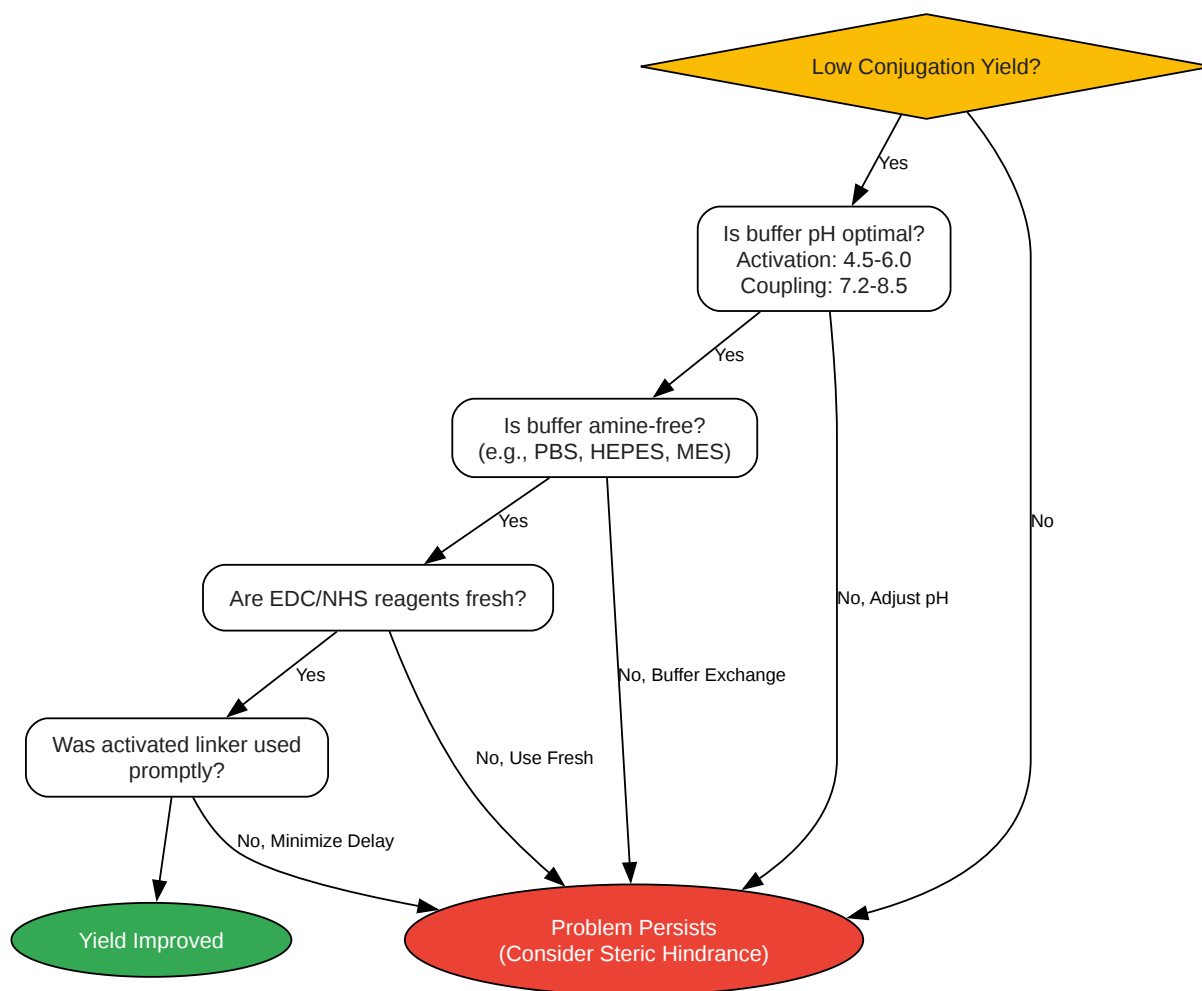 Low Conjugation Yield?
Yes
Is buffer pH optimal?
Activation: 4.5-6.0
Coupling: 7.2-8.5
Yes
Is buffer amine-free?
(e.g., PBS, HEPES, MES)
Yes
No
Are EDC/NHS reagents fresh?
No, Adjust pH
Yes
No, Buffer Exchange
Was activated linker used
promptly?
No, Use Fresh
No, Minimize Delay
Yield Improved
Problem Persists
(Consider Steric Hindrance)